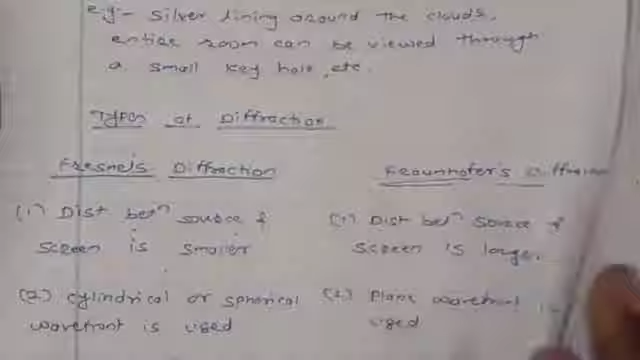 e.g- Silver lining around the clouds,
entire room can be viewed through
a small key hole, etc.
Types of Diffraction
Fresnel's Diffraction
Fraunhofer's
(1) Dist betⁿ source &
screen is smaller
(1) Dist betⁿ source &
screen is large.
(2) Cylindrical or spherical
wavefront is used
(2) Plane wavefront
used